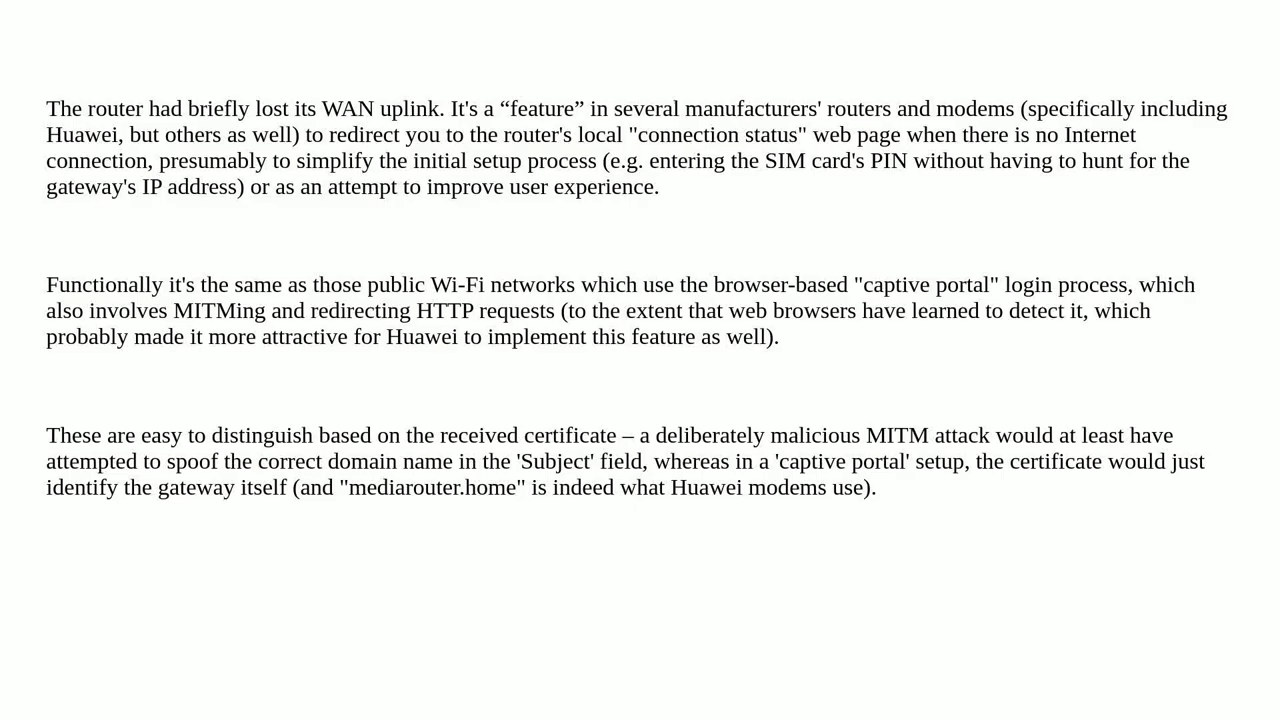 The router had briefly lost its WAN uplink. It's a “feature” in several manufacturers' routers and modems (specifically including
Huawei, but others as well) to redirect you to the router's local "connection status" web page when there is no Internet
connection, presumably to simplify the initial setup process (e.g. entering the SIM card's PIN without having to hunt for the
gateway's IP address) or as an attempt to improve user experience.
Functionally it's the same as those public Wi-Fi networks which use the browser-based "captive portal" login process, which
also involves MITMing and redirecting HTTP requests (to the extent that web browsers have learned to detect it, which
probably made it more attractive for Huawei to implement this feature as well).
These are easy to distinguish based on the received certificate – a deliberately malicious MITM attack would at least have
attempted to spoof the correct domain name in the 'Subject' field, whereas in a 'captive portal' setup, the certificate would just
identify the gateway itself (and "mediarouter.home" is indeed what Huawei modems use).